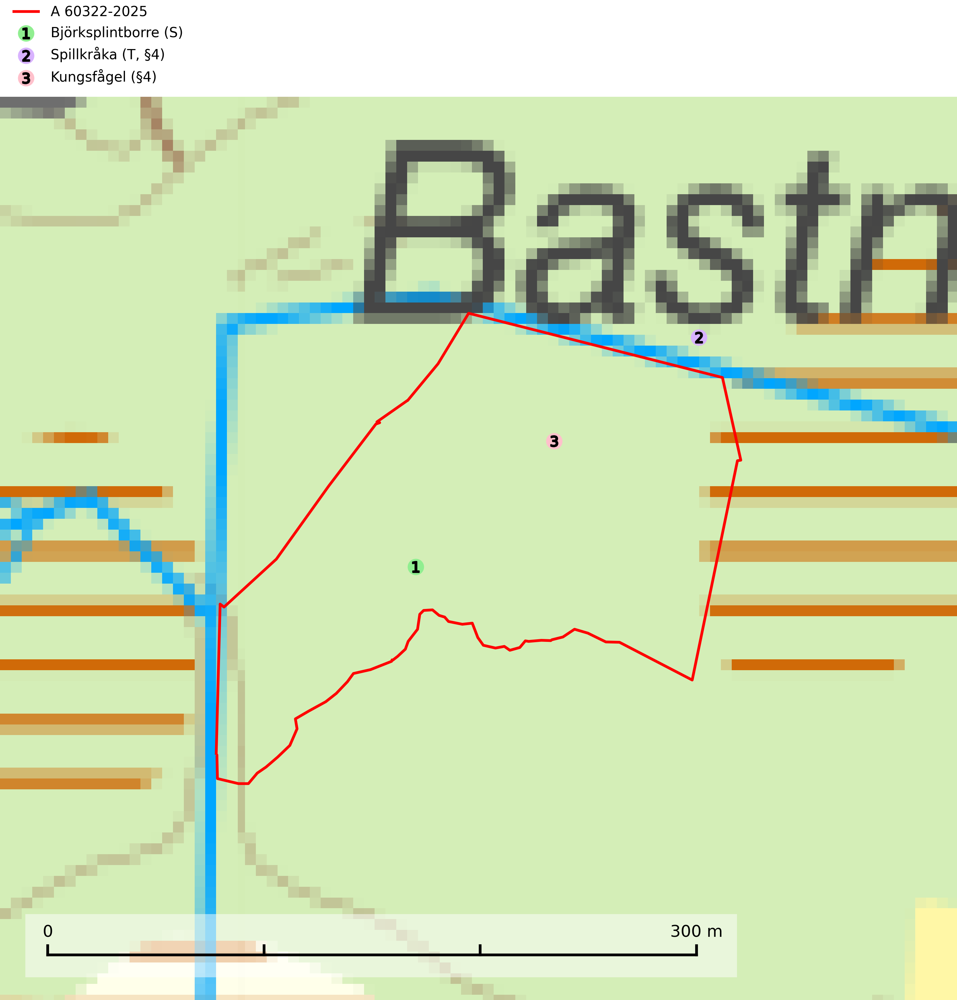 A 60322-2025
1 Björksplintborre (S)
2 Spillkråka (T, §4)
3 Kungsfågel (§4)
Bastn
2
3
1
0 300 m